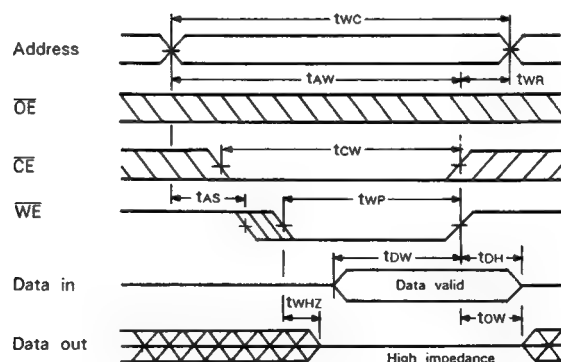 tWC
Address
tAW
tWR
OE
tCW
CE
tAS
tWP
WE
tDW
tDH
Data in
Data valid
tWHZ
tOW
Data out
High impedance